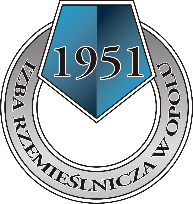 1951
IZBA RZEMIEŚLNICZA W OPOLU